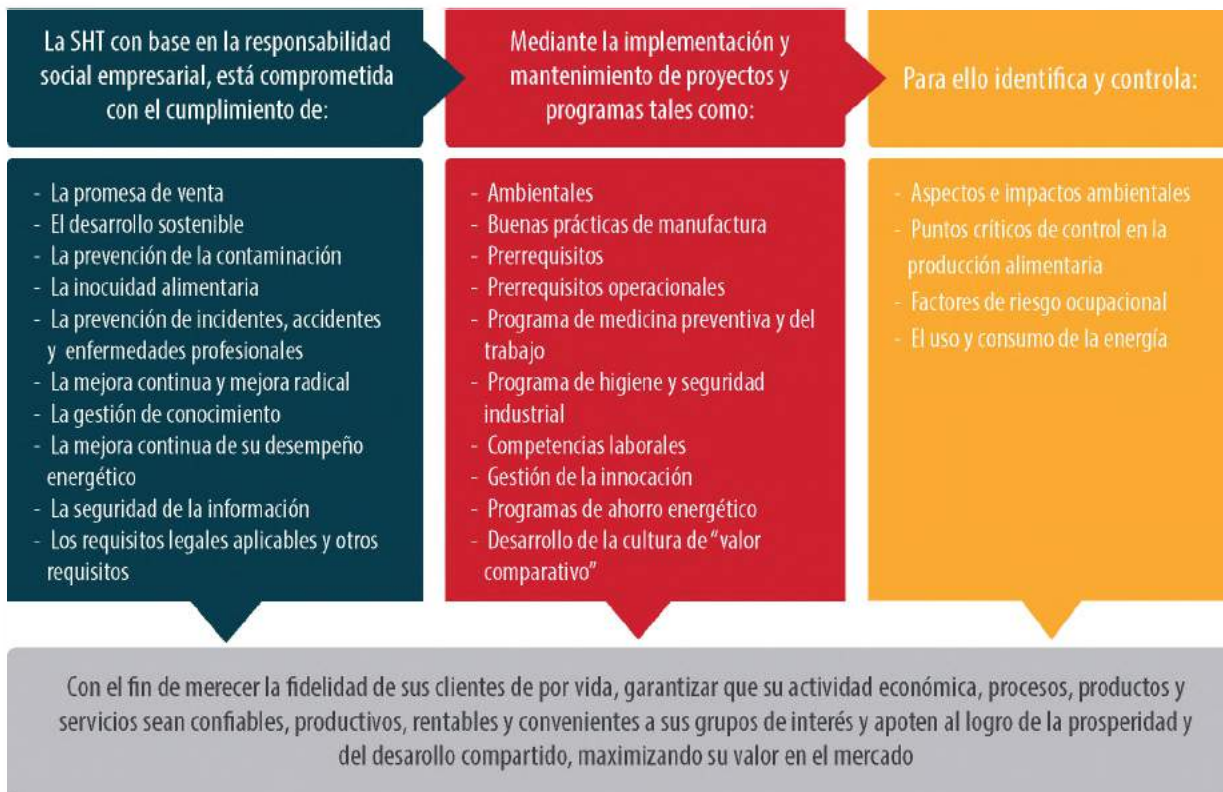 La SHT con base en la responsabilidad
social empresarial, está comprometida
con el cumplimiento de:
- La promesa de venta
- El desarrollo sostenible
- La prevención de la contaminación
- La inocuidad alimentaria
- La prevención de incidentes, accidentes
y enfermedades profesionales
- La mejora continua y mejora radical
- La gestión de conocimiento
- La mejora continua de su desempeño
energético
- La seguridad de la información
- Los requisitos legales aplicables y otros
requisitos
Mediante la implementación y
mantenimiento de proyectos y
programas tales como:
- Ambientales
- Buenas prácticas de manufactura
- Prerrequisitos
- Prerrequisitos operacionales
- Programa de medicina preventiva y del
trabajo
- Programa de higiene y seguridad
industrial
- Competencias laborales
- Gestión de la innocación
- Programas de ahorro energético
- Desarrollo de la cultura de “valor
comparativo”
Para ello identifica y controla:
- Aspectos e impactos ambientales
- Puntos críticos de control en la
producción alimentaria
- Factores de riesgo ocupacional
- El uso y consumo de la energía
Con el fin de merecer la fidelidad de sus clientes de por vida, garantizar que su actividad económica, procesos, productos y
servicios sean confiables, productivos, rentables y convenientes a sus grupos de interés y apoten al logro de la prosperidad y
del desarollo compartido, maximizando su valor en el mercado